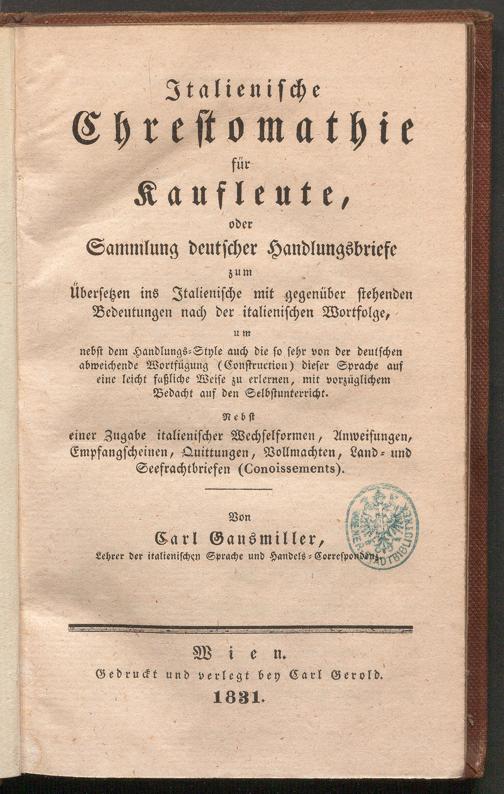 Italienische
Chrestomathie
für
Kaufleute,
oder
Sammlung deutscher Handlungsbriefe
zum
Übersetzen ins Italienische mit gegenüber stehenden
Bedeutungen nach der italienischen Wortfolge,
um
nebst dem Handlungs-Style auch die so sehr von der deutschen
abweichende Wortfügung (Construction) dieser Sprache auf
eine leicht faßliche Weise zu erlernen, mit vorzüglichem
Bedacht auf den Selbstunterricht.
Nebst
einer Zugabe italienischer Wechselformen, Anweisungen,
Empfangscheinen, Quittungen, Vollmachten, Land- und
Seefrachtbriefen (Conoissements).
Von
Carl Gausmiller,
Lehrer der italienischen Sprache und Handels-Correspondenz.
WIENER STADTBIBLIOTHEK
Wien.
Gedruckt und verlegt bey Carl Gerold.
1831.